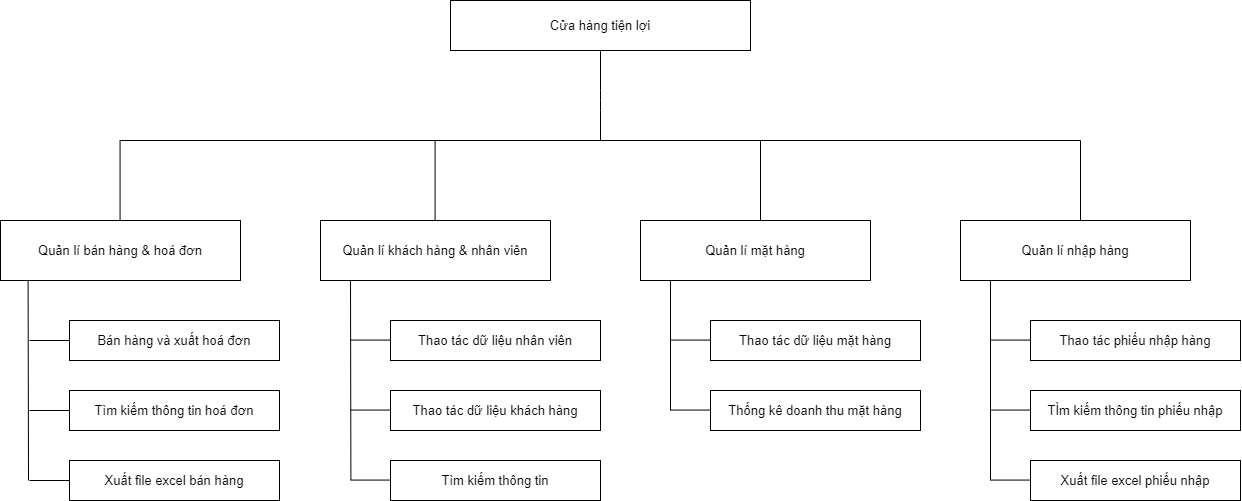 Cửa hàng tiện lợi
Quản lí bán hàng & hoá đơn
Quản lí khách hàng & nhân viên
Quản lí mặt hàng
Quản lí nhập hàng
Bán hàng và xuất hoá đơn
Tìm kiếm thông tin hoá đơn
Xuất file excel bán hàng
Thao tác dữ liệu nhân viên
Thao tác dữ liệu khách hàng
Tìm kiếm thông tin
Thao tác dữ liệu mặt hàng
Thống kê doanh thu mặt hàng
Thao tác phiếu nhập hàng
TÌm kiếm thông tin phiếu nhập
Xuất file excel phiếu nhập